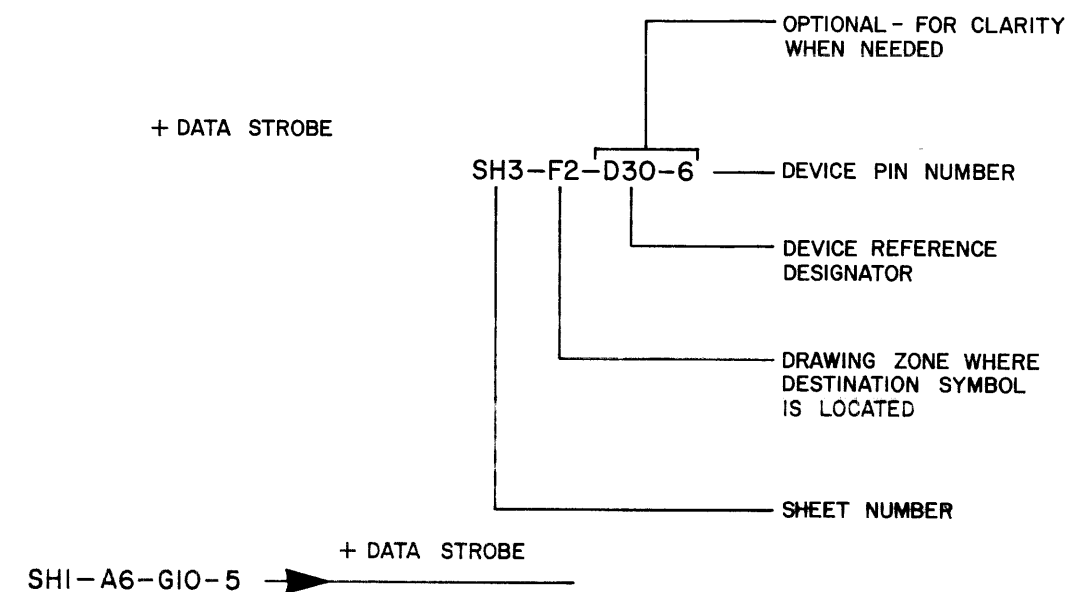 OPTIONAL - FOR CLARITY
WHEN NEEDED
+ DATA STROBE
SH3-F2-D30-6
DEVICE PIN NUMBER
DEVICE REFERENCE
DESIGNATOR
DRAWING ZONE WHERE
DESTINATION SYMBOL
IS LOCATED
SHEET NUMBER
+ DATA STROBE
SH1-A6-G10-5